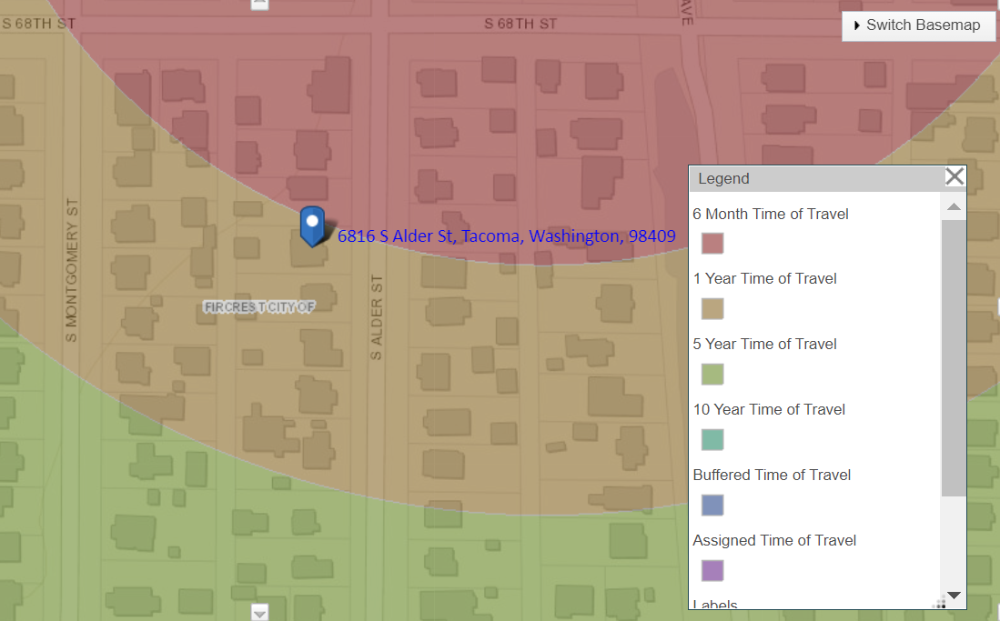 S 68TH ST
S 68TH ST
AVE
Switch Basemap
Legend
6 Month Time of Travel
S MONTGOMERY ST
6816 S Alder St, Tacoma, Washington, 98409
1 Year Time of Travel
FIRCREST CITY OF
S ALDER ST
5 Year Time of Travel
10 Year Time of Travel
Buffered Time of Travel
Assigned Time of Travel
Labels